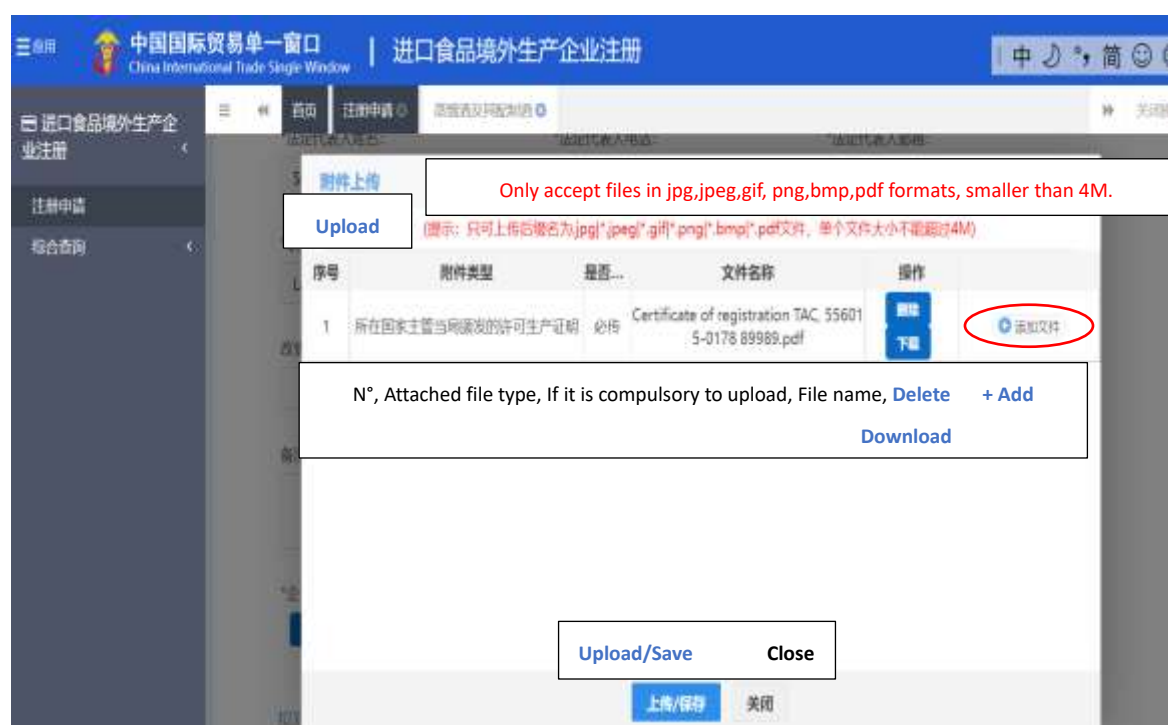 应用
中国国际贸易单一窗口
China International Trade Single Window
进口食品境外生产企业注册
中 简
进口食品境外生产企
业注册
首页 注册申请
注册申请
综合查询
附件上传
Only accept files in jpg,jpeg,gif, png,bmp,pdf formats, smaller than 4M.
Upload
(提示: 只可上传后缀名为.jpg|*.jpeg|*.gif|*.png|*.bmp|*.pdf文件, 单个文件大小不能超过4M)
序号 附件类型 是否... 文件名称 操作
1 所在国家主管当局颁发的许可生产证明 必传 Certificate of registration TAC, 55601
5-0178 89989.pdf
删除
下载
添加文件
N°, Attached file type, If it is compulsory to upload, File name, Delete + Add
Download
Upload/Save Close
上传/保存 关闭